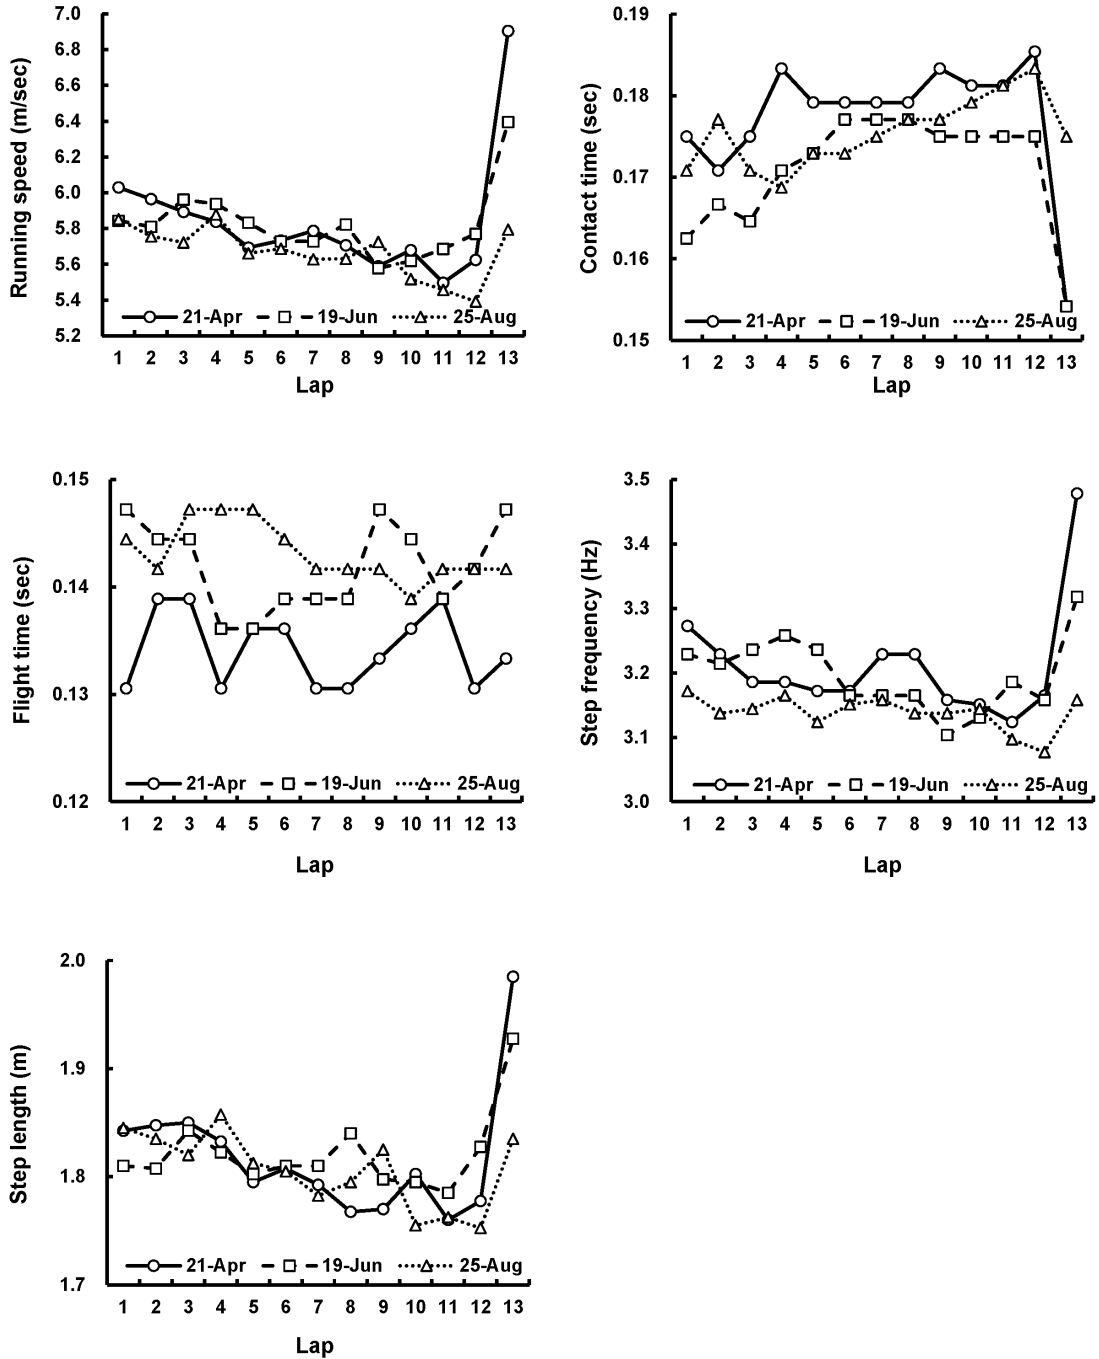 Running speed (m/sec)
7.0
6.8
6.6
6.4
6.2
6.0
5.8
5.6
5.4
5.2
21-Apr 19-Jun 25-Aug
1 2 3 4 5 6 7 8 9 10 11 12 13
Lap
Contact time (sec)
0.19
0.18
0.17
0.16
0.15
21-Apr 19-Jun 25-Aug
1 2 3 4 5 6 7 8 9 10 11 12 13
Lap
Flight time (sec)
0.15
0.14
0.13
0.12
21-Apr 19-Jun 25-Aug
1 2 3 4 5 6 7 8 9 10 11 12 13
Lap
Step frequency (Hz)
3.5
3.4
3.3
3.2
3.1
3.0
21-Apr 19-Jun 25-Aug
1 2 3 4 5 6 7 8 9 10 11 12 13
Lap
Step length (m)
2.0
1.9
1.8
1.7
21-Apr 19-Jun 25-Aug
1 2 3 4 5 6 7 8 9 10 11 12 13
Lap